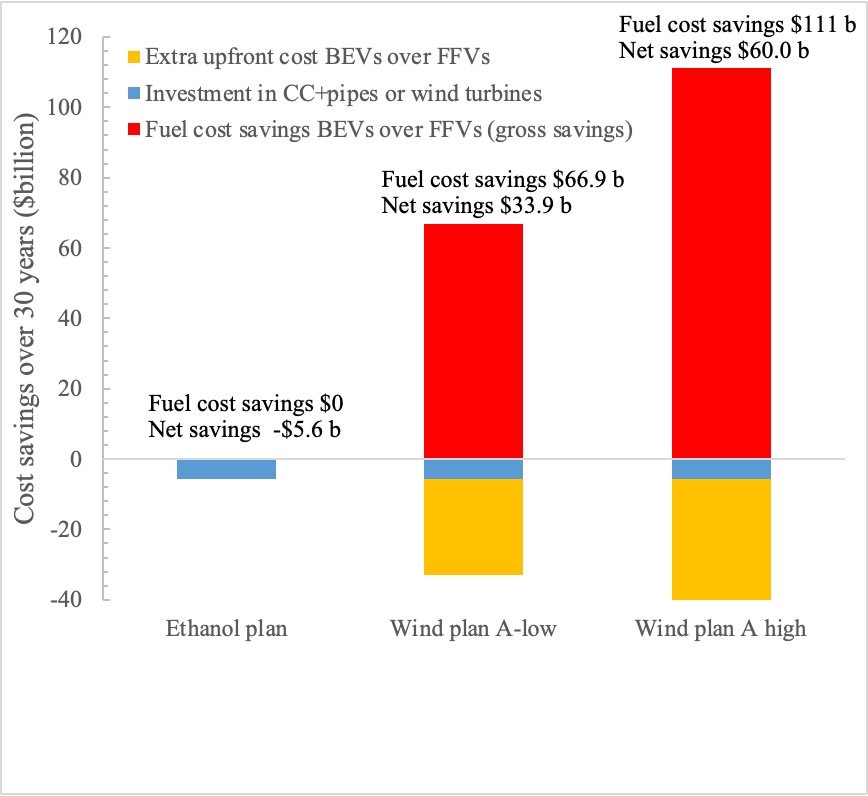 Fuel cost savings $111 b
Net savings $60.0 b
Extra upfront cost BEVs over FFVs
Investment in CC+pipes or wind turbines
Fuel cost savings BEVs over FFVs (gross savings)
Fuel cost savings $66.9 b
Net savings $33.9 b
Fuel cost savings $0
Net savings -$5.6 b
Cost savings over 30 years ($billion)
120
100
80
60
40
20
0
-20
-40
Ethanol plan
Wind plan A-low
Wind plan A high